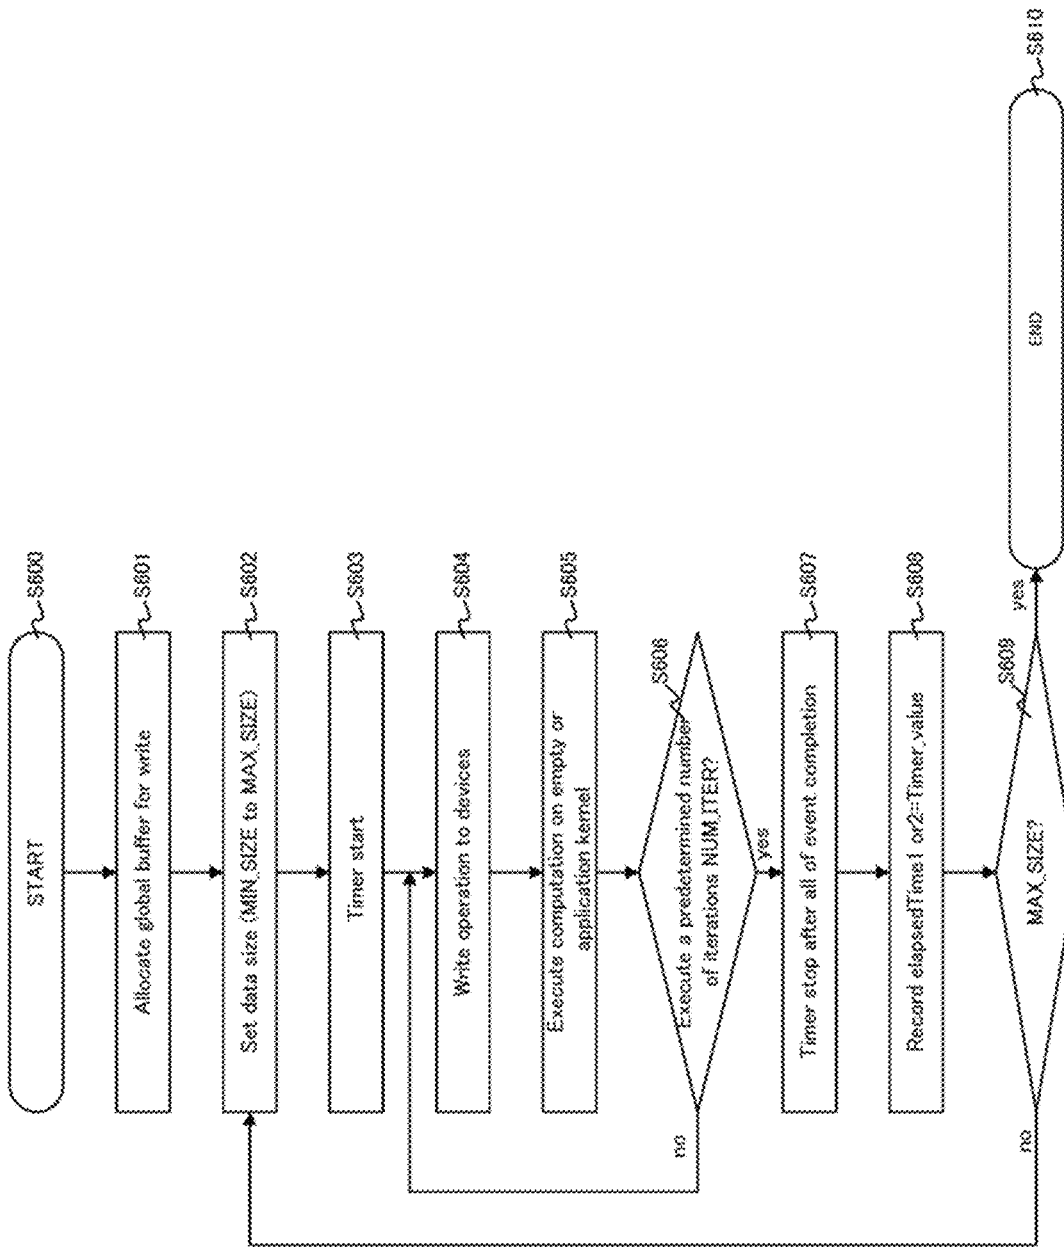 START
S600
Allocate global buffer for write
S601
Set data size (MIN_SIZE to MAX_SIZE)
S602
Timer start
S603
Write operation to devices
S604
Execute computation on empty or
application kernel
S605
Execute a predetermined number
of iterations NUM_ITER?
S606
no
yes
Timer stop after all of event completion
S607
Record elapsedTime1 or2=Timer_value
S608
MAX_SIZE?
S609
no
yes
END
S610